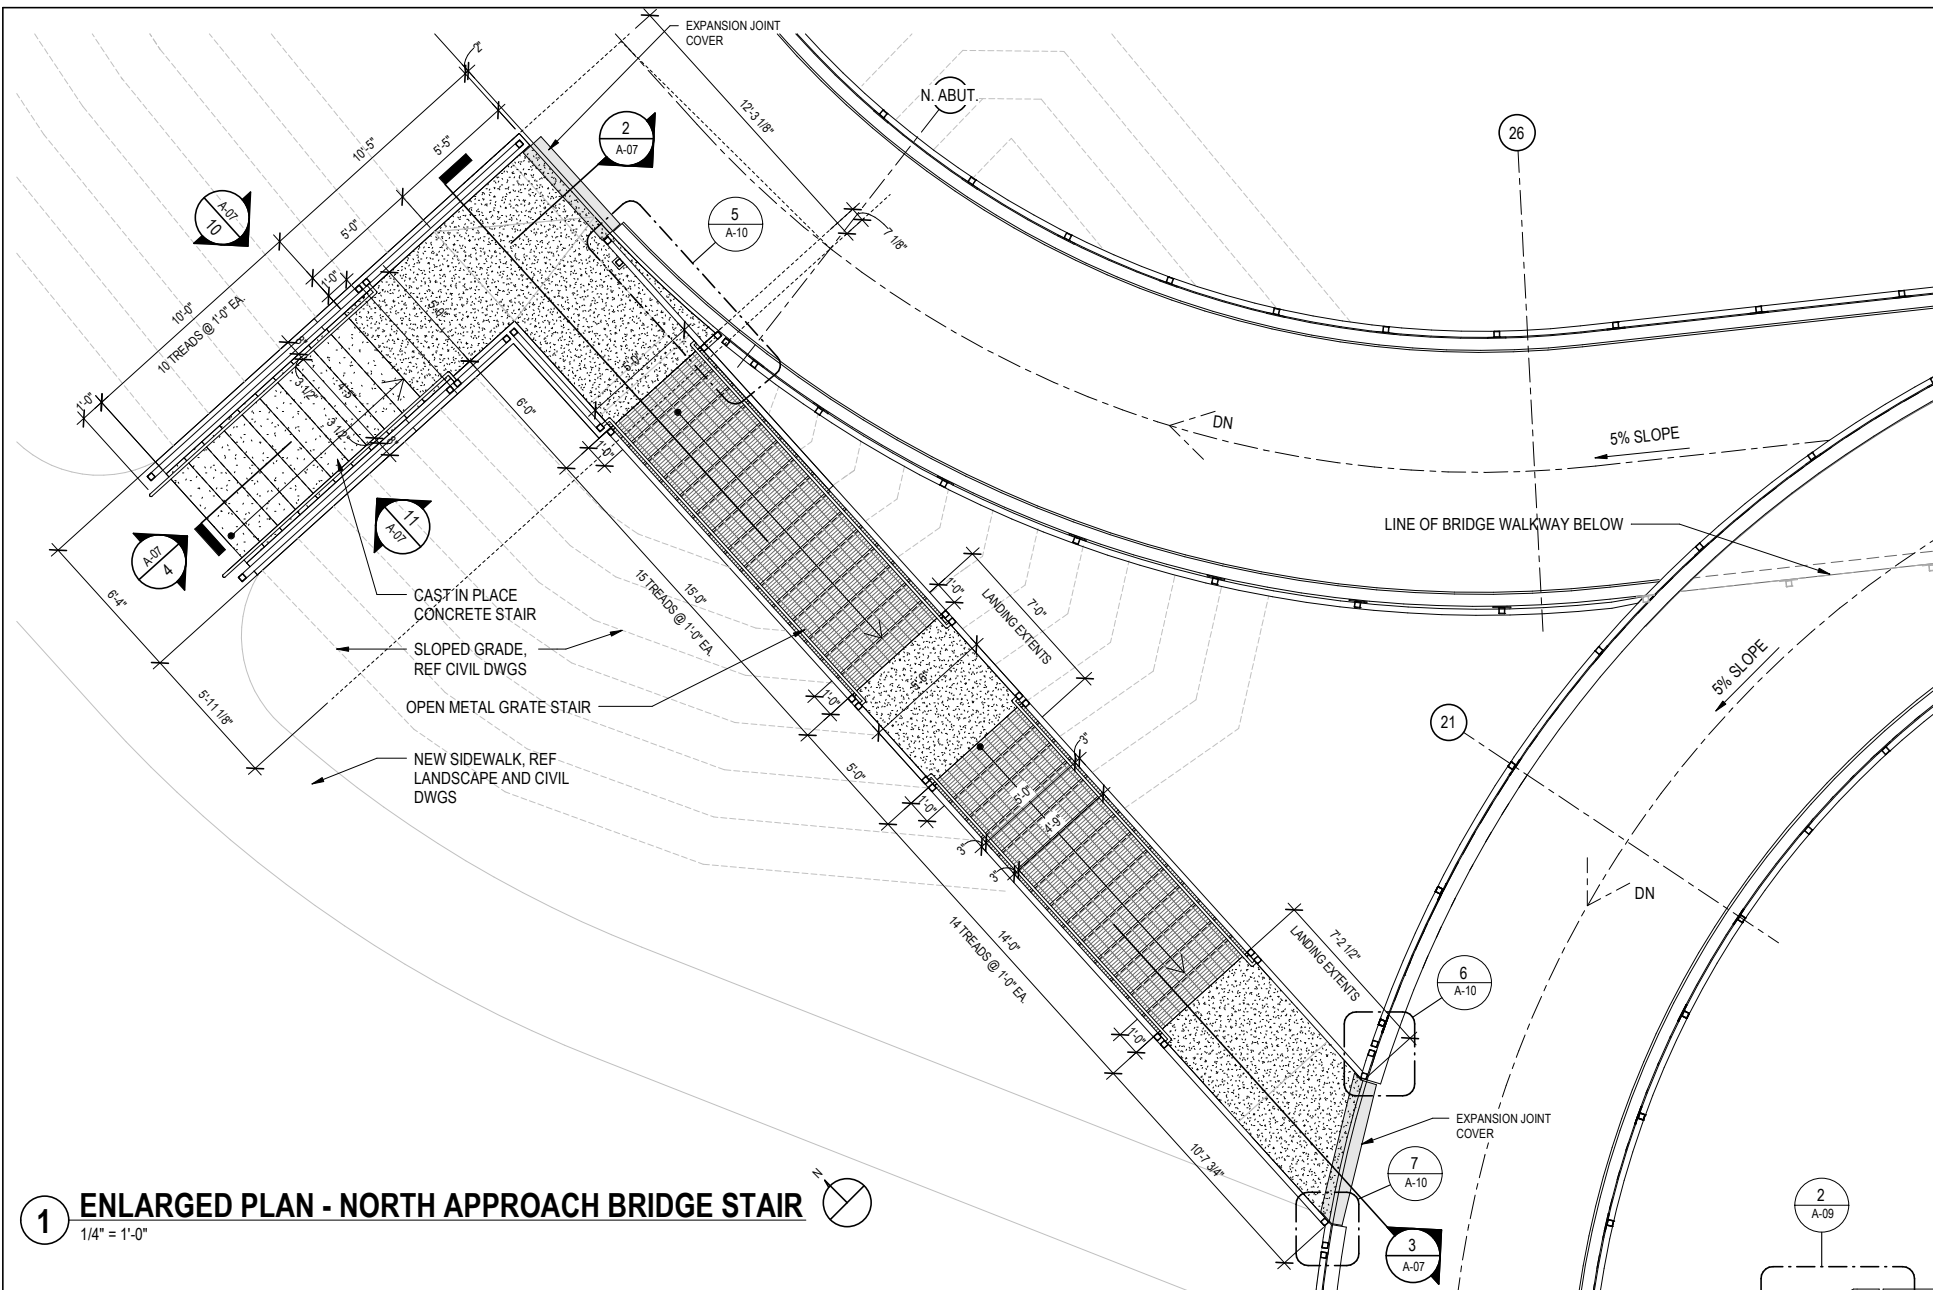 EXPANSION JOINT
COVER
2"
12'-3 1/8"
N. ABUT.
26
10'-5"
5'-5"
2
A-07
A-07
10
5
A-10
7 1/8"
5'-0"
1'-0"
10'-0"
10 TREADS @ 1'-0" EA.
5'-0"
6'-0"
1'-0"
3 1/2"
4'-5"
3 1/2"
6'-0"
1'-0"
DN
5% SLOPE
LINE OF BRIDGE WALKWAY BELOW
11
A-07
A-07
4
6'-4"
5'-11 1/8"
CAST IN PLACE
CONCRETE STAIR
SLOPED GRADE,
REF CIVIL DWGS
OPEN METAL GRATE STAIR
NEW SIDEWALK, REF
LANDSCAPE AND CIVIL
DWGS
15'-0"
15 TREADS @ 1'-0" EA.
1'-0"
7'-0"
LANDING EXTENTS
1'-0"
5'-0"
1'-0"
3"
5'-0"
4'-9"
3"
3"
5% SLOPE
21
DN
14'-0"
14 TREADS @ 1'-0" EA.
7'-2 1/2"
LANDING EXTENTS
6
A-10
1'-0"
10'-7 3/4"
EXPANSION JOINT
COVER
7
A-10
3
A-07
2
A-09
1
ENLARGED PLAN - NORTH APPROACH BRIDGE STAIR
1/4" = 1'-0"
N